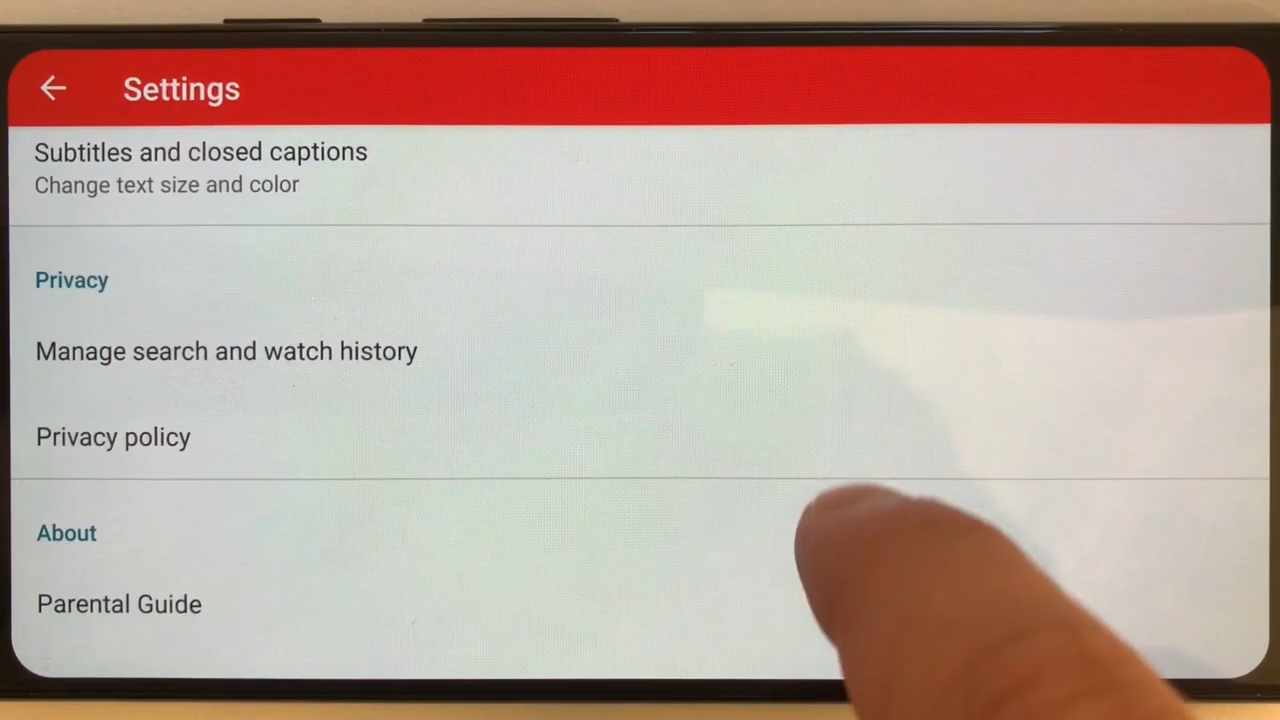 Settings
Subtitles and closed captions
Change text size and color
Privacy
Manage search and watch history
Privacy policy
About
Parental Guide